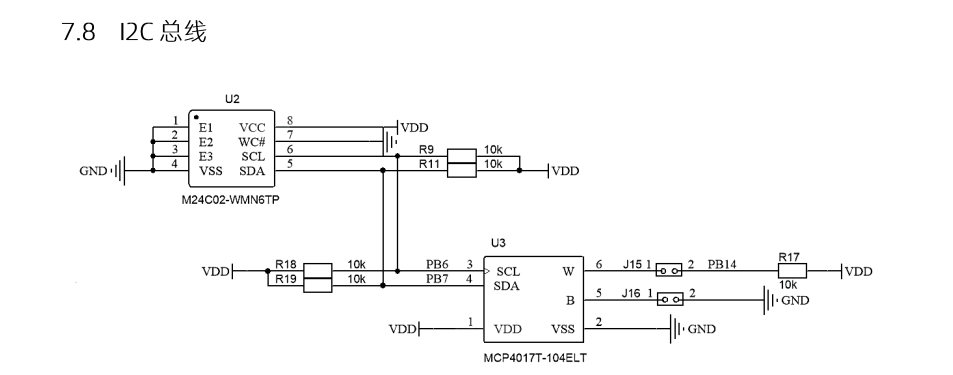 7.8 I2C 总线
U2
1 E1 VCC 8 VDD
2 E2 WC# 7
3 E3 SCL 6 R9 10k
GND 4 VSS SDA 5 R11 10k VDD
M24C02-WMN6TP
U3
VDD R18 10k PB6 3 SCL W 6 J15 1 2 PB14 R17 10k VDD
R19 10k PB7 4 SDA
B 5 J16 1 2 GND
VDD 1 VDD VSS 2 GND
MCP4017T-104ELT